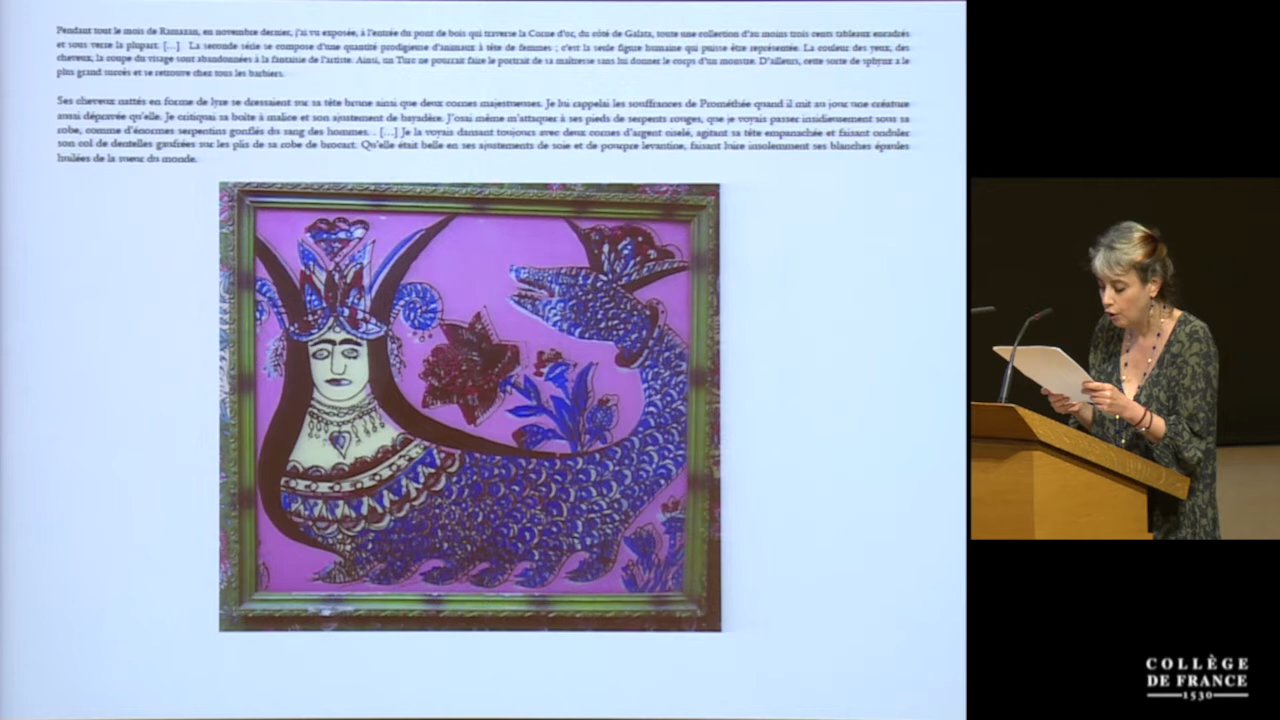 Pendant tout le mois de Ramazan, en novembre dernier, j'ai vu exposée, à l'entrée du pont de bois qui traverse la Corne d'or, du côté de Galata, toute une collection d'au moins trois cents tableaux encadrés
et sous verre la plupart. [...] La seconde série se compose d'une quantité prodigieuse d'animaux à tête de femmes ; c'est la seule figure humaine qui puisse être représentée. La couleur des yeux, des
cheveux, la coupe du visage sont abandonnées à la fantaisie de l'artiste. Ainsi, un Turc ne pourrait faire le portrait de sa maîtresse sans lui donner le corps d'un monstre. D'ailleurs, cette sorte de sphynx a le
plus grand succès et se retrouve chez tous les barbiers.
Ses cheveux nattés en forme de lyre se dressaient sur sa tête brune ainsi que deux cornes majestueuses. Je lui rappelai les souffrances de Prométhée quand il mit au jour une créature
aussi dépravée qu'elle. Je critiquai sa boîte à malice et son ajustement de bayadère. J'osai même m'attaquer à ses pieds de serpents rouges, que je voyais passer insidieusement sous sa
robe, comme d'énormes serpentins gonflés du sang des hommes. . [...] Je la voyais dansant toujours avec deux cornes d'argent ciselé, agitant sa tête empanachée et faisant onduler
son col de dentelles gaufrées sur les plis de sa robe de brocart. Qu'elle était belle en ses ajustements de soie et de pourpre levantine, faisant luire insolemment ses blanches épaules
huilées de la sueur du monde.
COLLÈGE
DE FRANCE
1530